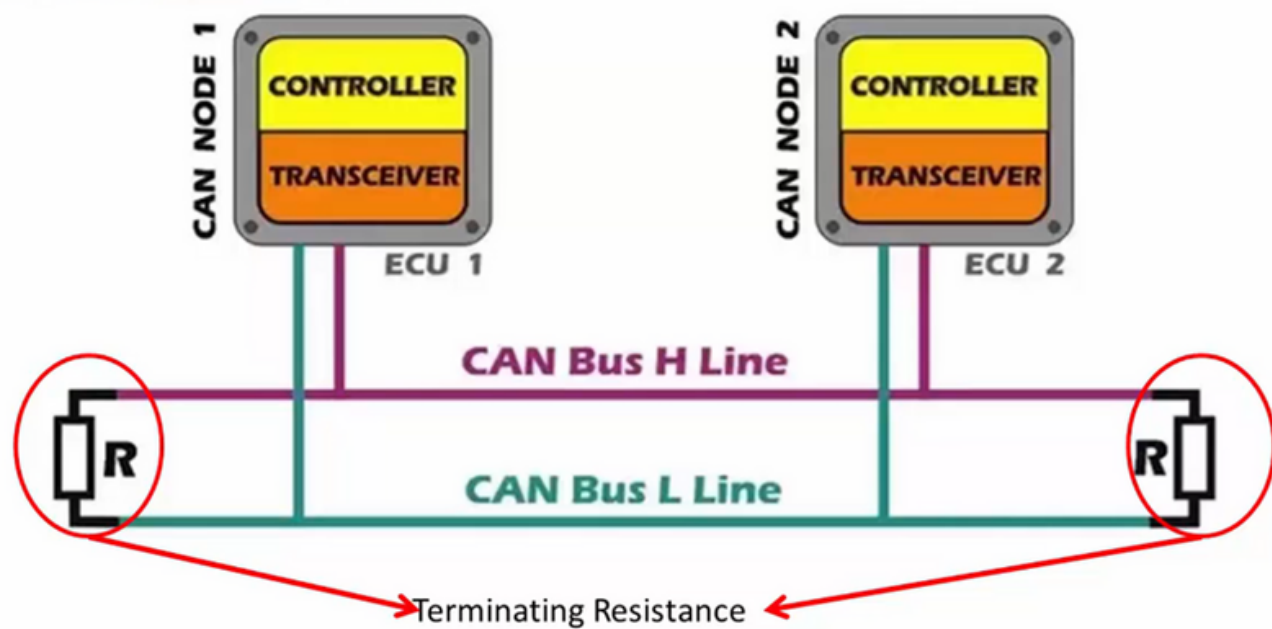 CAN NODE 1
CONTROLLER
TRANSCEIVER
ECU 1
CAN NODE 2
CONTROLLER
TRANSCEIVER
ECU 2
CAN Bus H Line
R
R
CAN Bus L Line
Terminating Resistance